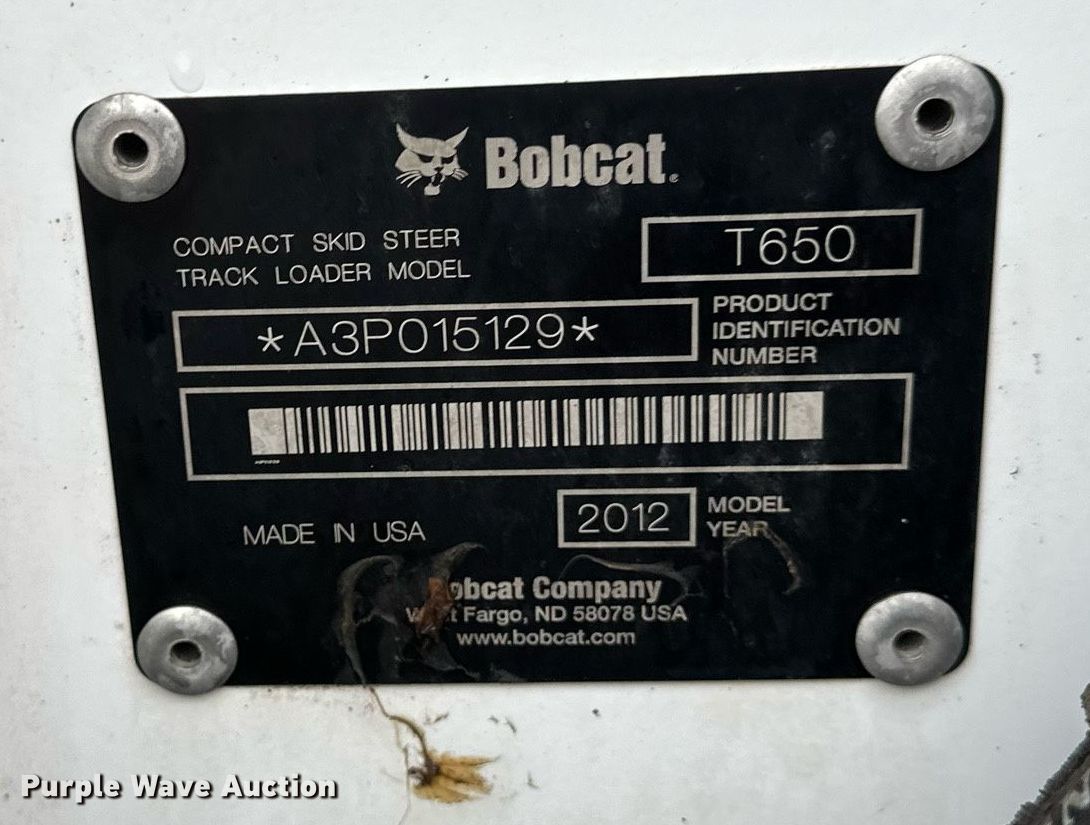 Bobcat®
COMPACT SKID STEER
TRACK LOADER MODEL
T650
*A3P015129*
PRODUCT
IDENTIFICATION
NUMBER
MADE IN USA
2012
MODEL
YEAR
Bobcat Company
West Fargo, ND 58078 USA
www.bobcat.com
Purple Wave Auction